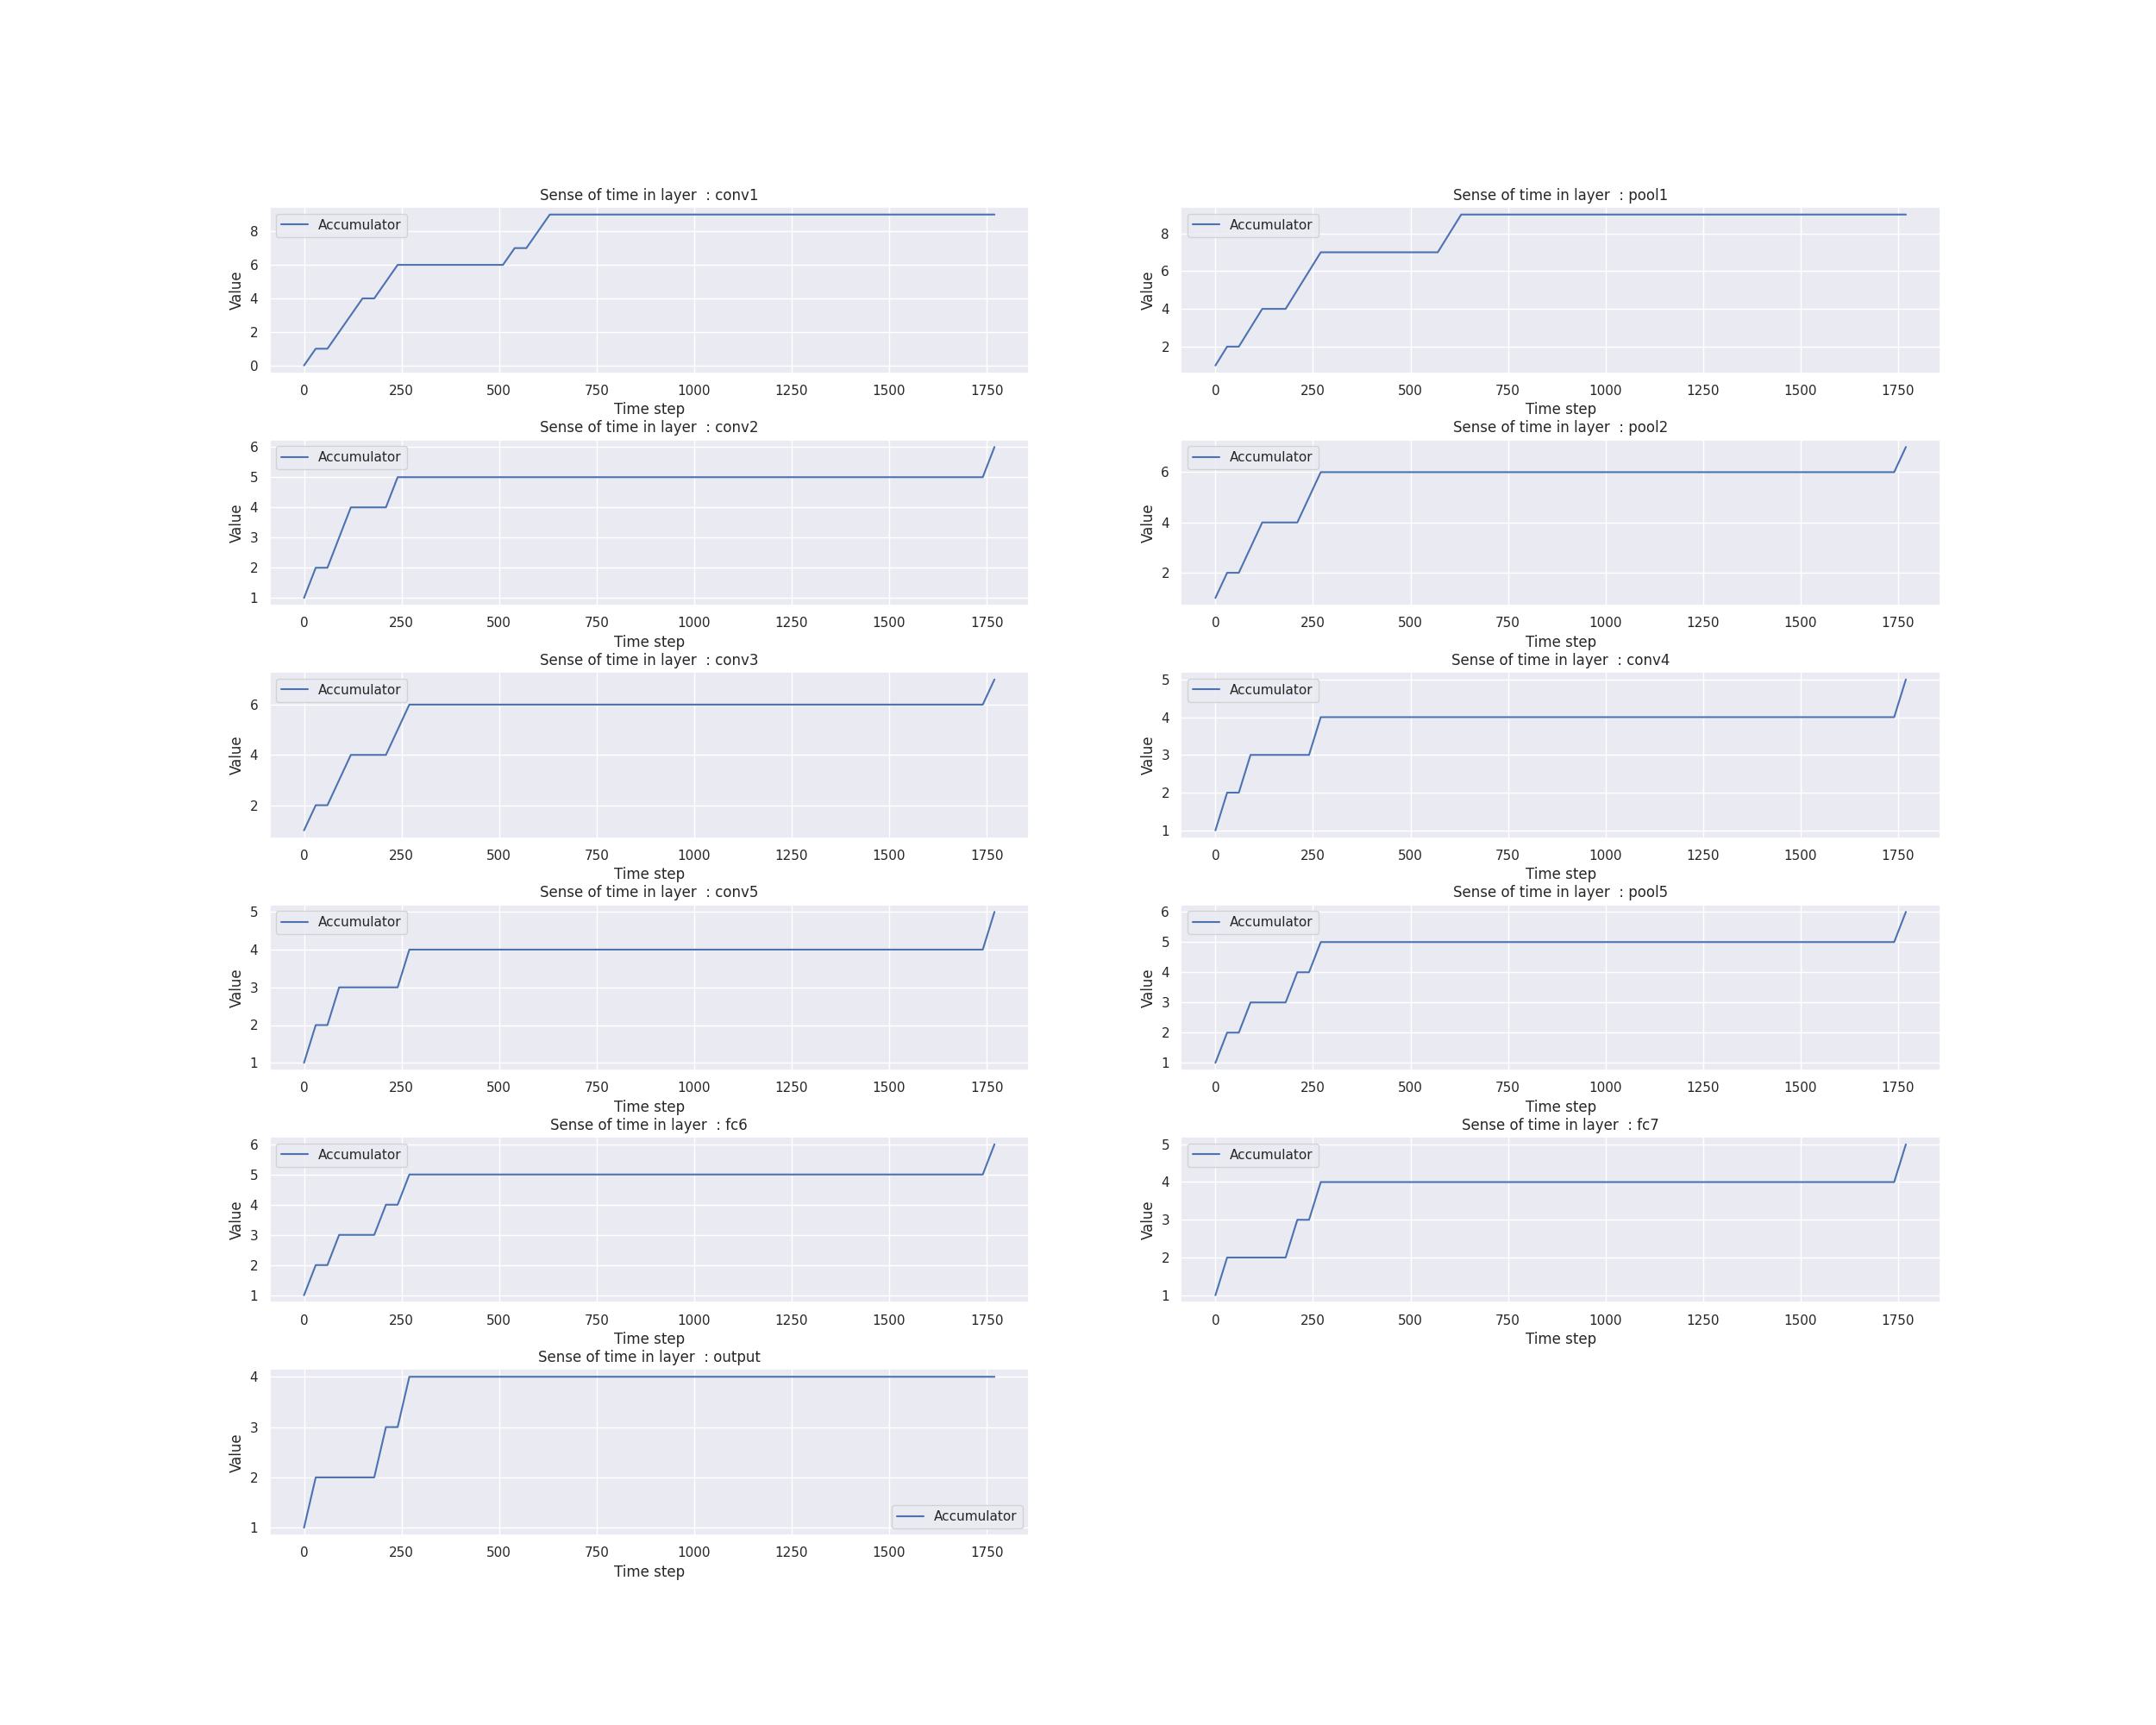 Sense of time in layer  : conv1
Accumulator
Value
8
6
4
2
0
0 250 500 750 1000 1250 1500 1750
Time step
Sense of time in layer  : pool1
Accumulator
Value
8
6
4
2
0 250 500 750 1000 1250 1500 1750
Time step
Sense of time in layer  : conv2
Accumulator
Value
6
5
4
3
2
1
0 250 500 750 1000 1250 1500 1750
Time step
Sense of time in layer  : pool2
Accumulator
Value
6
4
2
0 250 500 750 1000 1250 1500 1750
Time step
Sense of time in layer  : conv3
Accumulator
Value
6
4
2
0 250 500 750 1000 1250 1500 1750
Time step
Sense of time in layer  : conv4
Accumulator
Value
5
4
3
2
1
0 250 500 750 1000 1250 1500 1750
Time step
Sense of time in layer  : conv5
Accumulator
Value
5
4
3
2
1
0 250 500 750 1000 1250 1500 1750
Time step
Sense of time in layer  : pool5
Accumulator
Value
6
5
4
3
2
1
0 250 500 750 1000 1250 1500 1750
Time step
Sense of time in layer  : fc6
Accumulator
Value
6
5
4
3
2
1
0 250 500 750 1000 1250 1500 1750
Time step
Sense of time in layer  : fc7
Accumulator
Value
5
4
3
2
1
0 250 500 750 1000 1250 1500 1750
Time step
Sense of time in layer  : output
Value
4
3
2
1
Accumulator
0 250 500 750 1000 1250 1500 1750
Time step